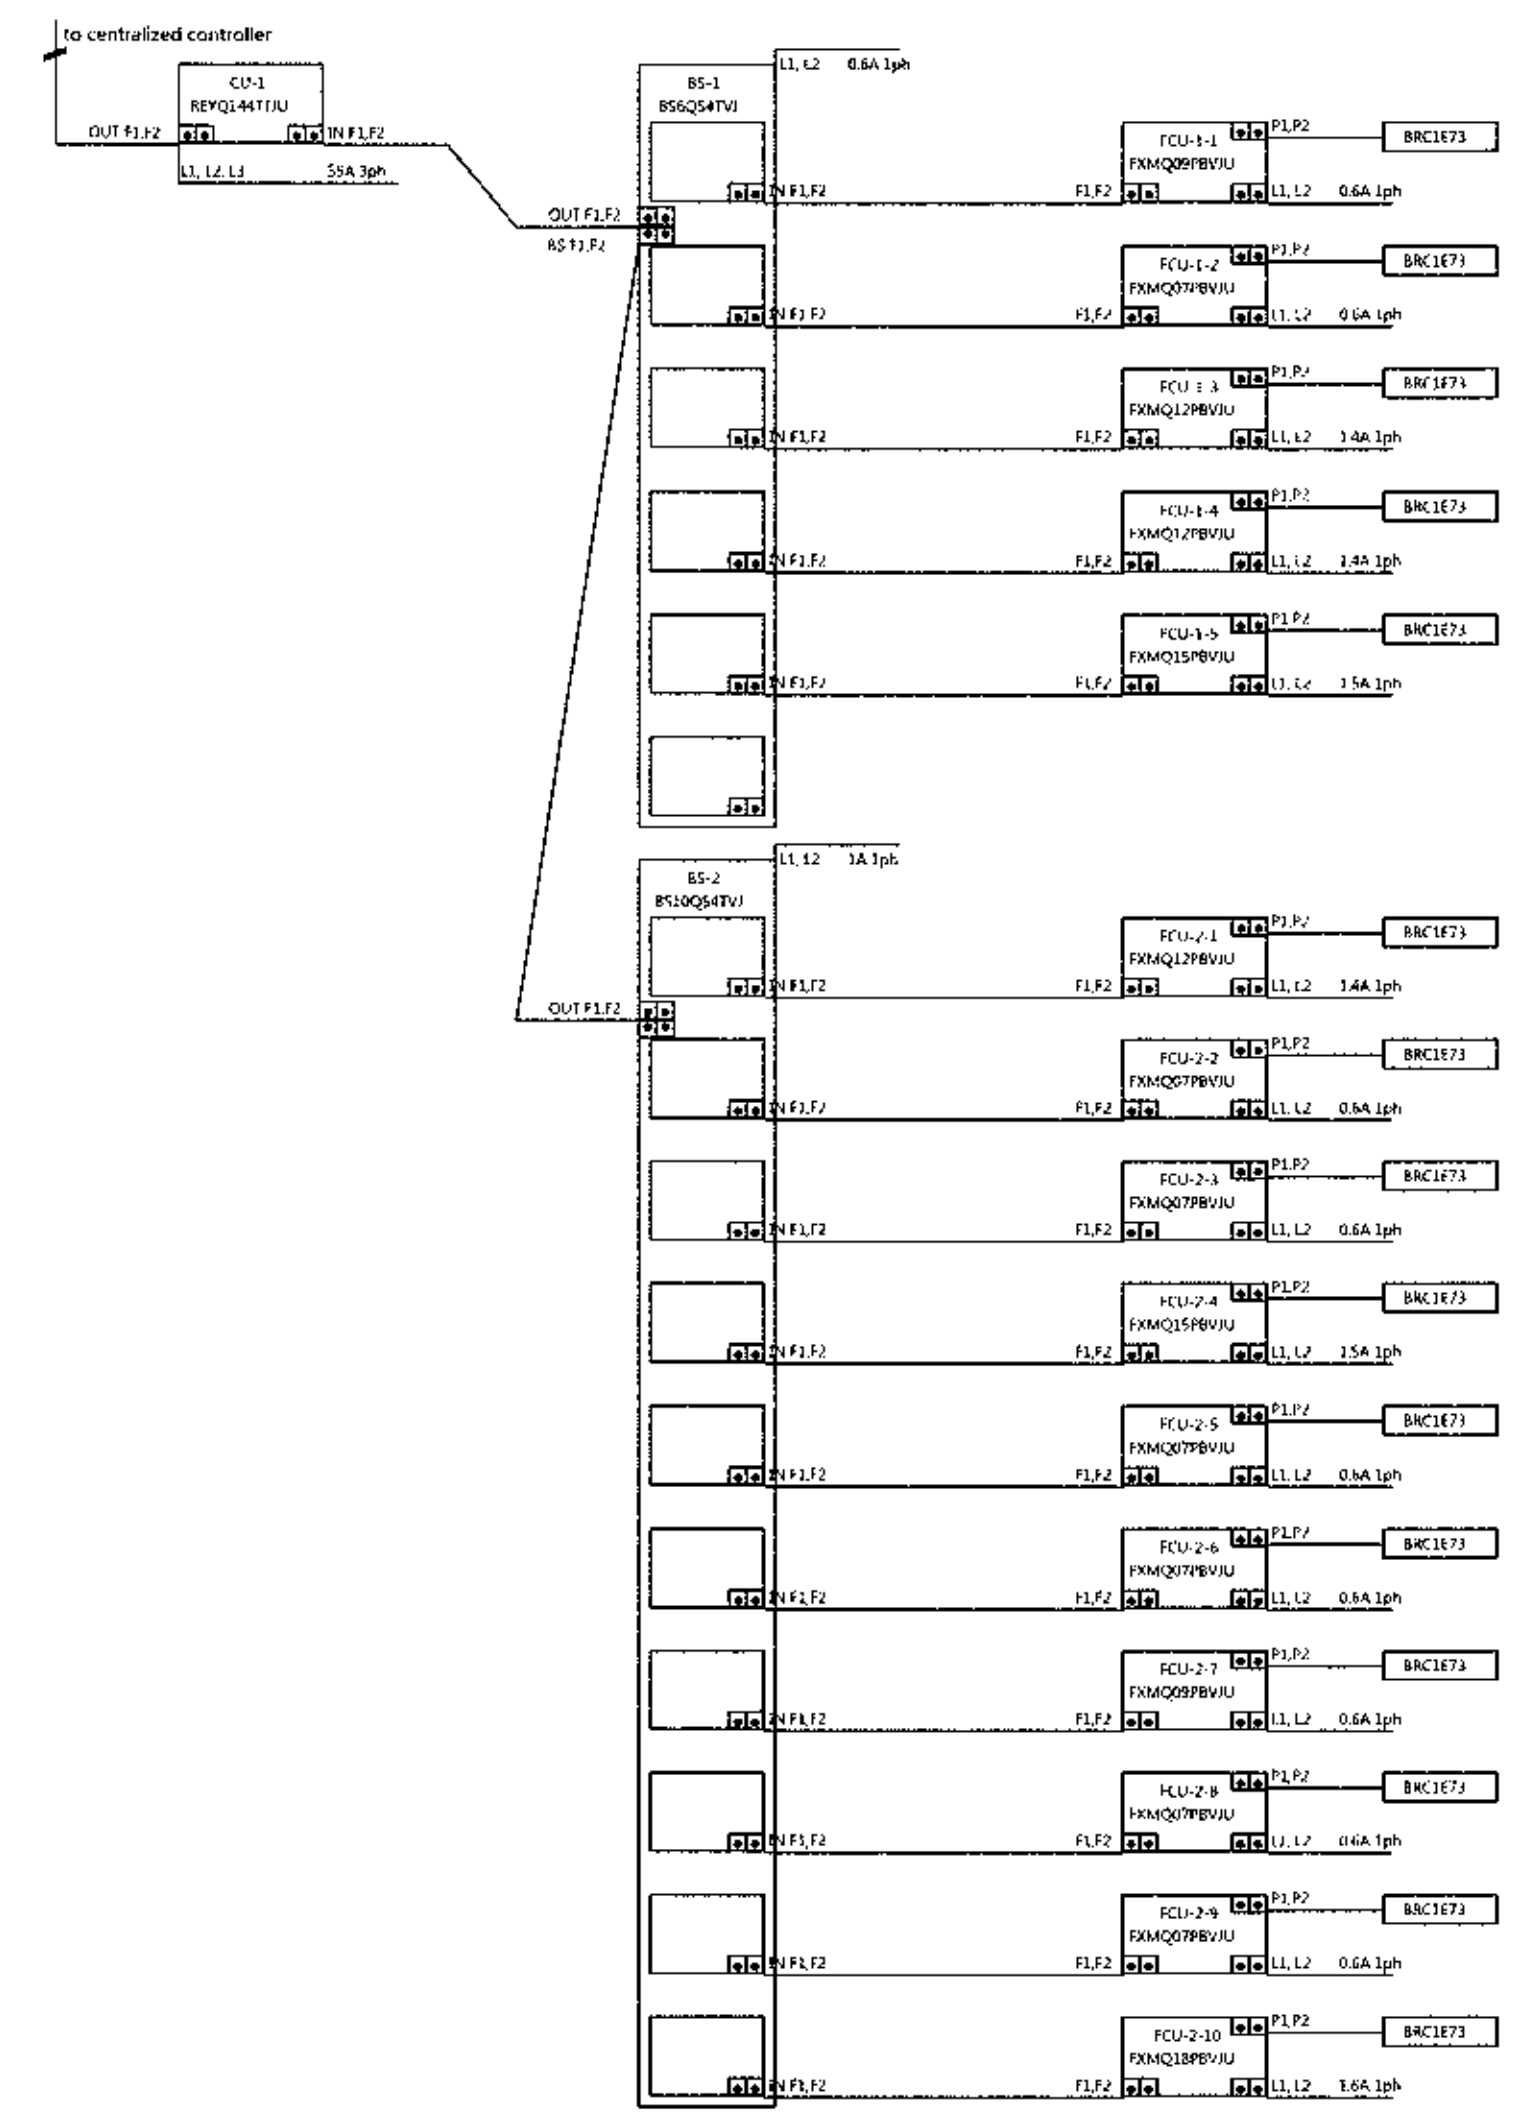 to centralized controller
CU-1
REYQ144TTJU
OUT F1,F2
IN F1,F2
L1, L2, L3 55A 3ph
BS-1
BS6Q54TVJ
L1, L2 0.6A 1ph
OUT F1,F2
BS F1,F2
FCU-1-1
FXMQ09PBVJU
P1,P2
BRC1E73
IN F1,F2
F1,F2
L1, L2 0.6A 1ph
FCU-1-2
FXMQ07PBVJU
P1,P2
BRC1E73
IN F1,F2
F1,F2
L1, L2 0.6A 1ph
FCU-1-3
FXMQ12PBVJU
P1,P2
BRC1E73
IN F1,F2
F1,F2
L1, L2 1.4A 1ph
FCU-1-4
FXMQ12PBVJU
P1,P2
BRC1E73
IN F1,F2
F1,F2
L1, L2 1.4A 1ph
FCU-1-5
FXMQ15PBVJU
P1,P2
BRC1E73
IN F1,F2
F1,F2
L1, L2 1.5A 1ph
BS-2
BS10Q54TVJ
L1, L2 1A 1ph
OUT F1,F2
FCU-2-1
FXMQ12PBVJU
P1,P2
BRC1E73
IN F1,F2
F1,F2
L1, L2 1.4A 1ph
FCU-2-2
FXMQ07PBVJU
P1,P2
BRC1E73
IN F1,F2
F1,F2
L1, L2 0.6A 1ph
FCU-2-3
FXMQ07PBVJU
P1,P2
BRC1E73
IN F1,F2
F1,F2
L1, L2 0.6A 1ph
FCU-2-4
FXMQ15PBVJU
P1,P2
BRC1E73
IN F1,F2
F1,F2
L1, L2 1.5A 1ph
FCU-2-5
FXMQ07PBVJU
P1,P2
BRC1E73
IN F1,F2
F1,F2
L1, L2 0.6A 1ph
FCU-2-6
FXMQ07PBVJU
P1,P2
BRC1E73
IN F1,F2
F1,F2
L1, L2 0.6A 1ph
FCU-2-7
FXMQ09PBVJU
P1,P2
BRC1E73
IN F1,F2
F1,F2
L1, L2 0.6A 1ph
FCU-2-8
FXMQ07PBVJU
P1,P2
BRC1E73
IN F1,F2
F1,F2
L1, L2 0.6A 1ph
FCU-2-9
FXMQ07PBVJU
P1,P2
BRC1E73
IN F1,F2
F1,F2
L1, L2 0.6A 1ph
FCU-2-10
FXMQ18PBVJU
P1,P2
BRC1E73
IN F1,F2
F1,F2
L1, L2 1.6A 1ph